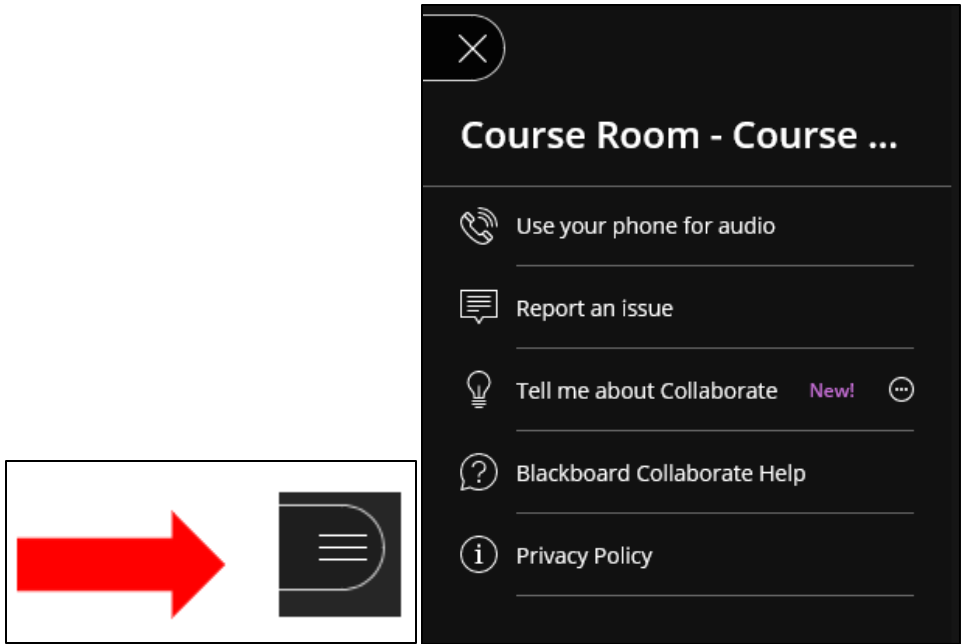 Course Room - Course ...
Use your phone for audio
Report an issue
Tell me about Collaborate New!
Blackboard Collaborate Help
Privacy Policy